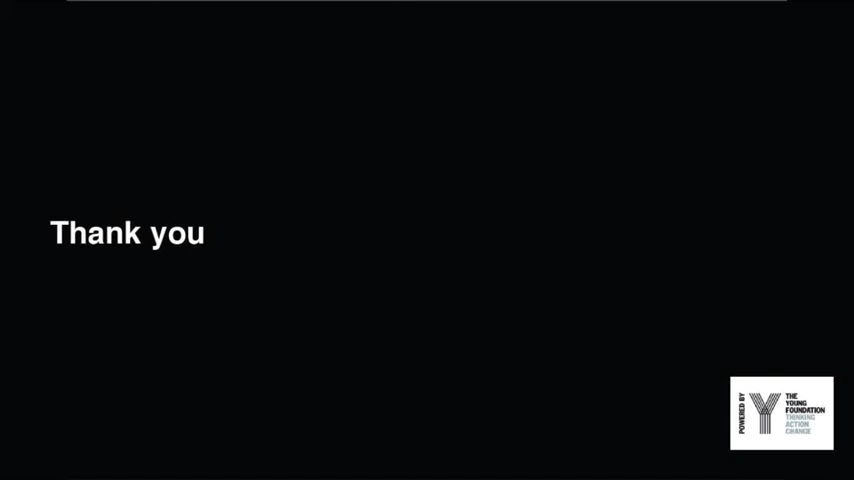 Thank you
POWERED BY
THE
YOUNG
FOUNDATION
THINKING
ACTION
CHANGE